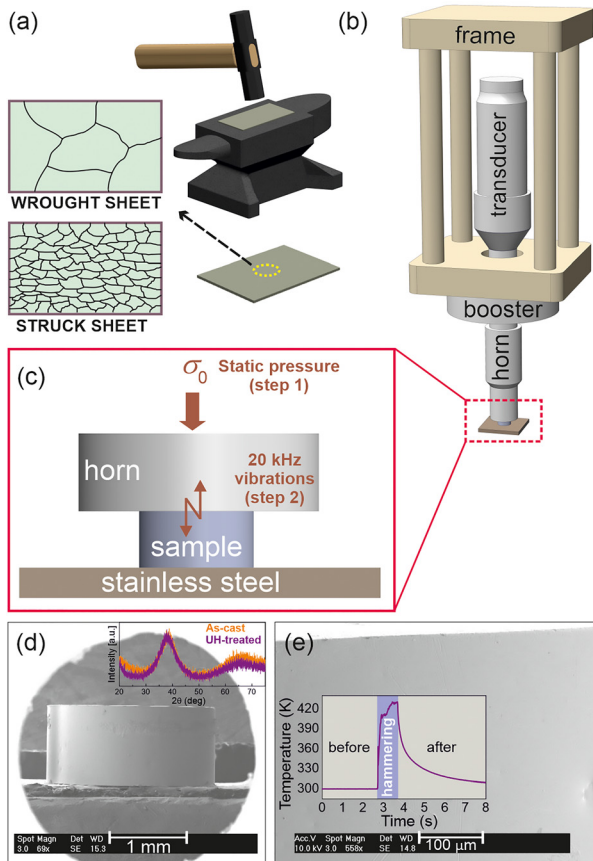 (a)
WROUGHT SHEET
STRUCK SHEET
(b)
frame
transducer
booster
horn
(c)
σ0 Static pressure
(step 1)
horn
20 kHz
vibrations
(step 2)
sample
stainless steel
(d)
As-cast
UH-treated
Intensity [a.u.]
20 30 40 50 60 70
2θ (deg)
Spot Magn Det WD
3.0 69x SE 15.3
1 mm
(e)
Temperature (K)
420
390
360
330
300
before
hammering
after
0 1 2 3 4 5 6 7 8
Time (s)
Acc.V Spot Magn Det WD
10.0 kV 3.0 558x SE 14.8
100 μm